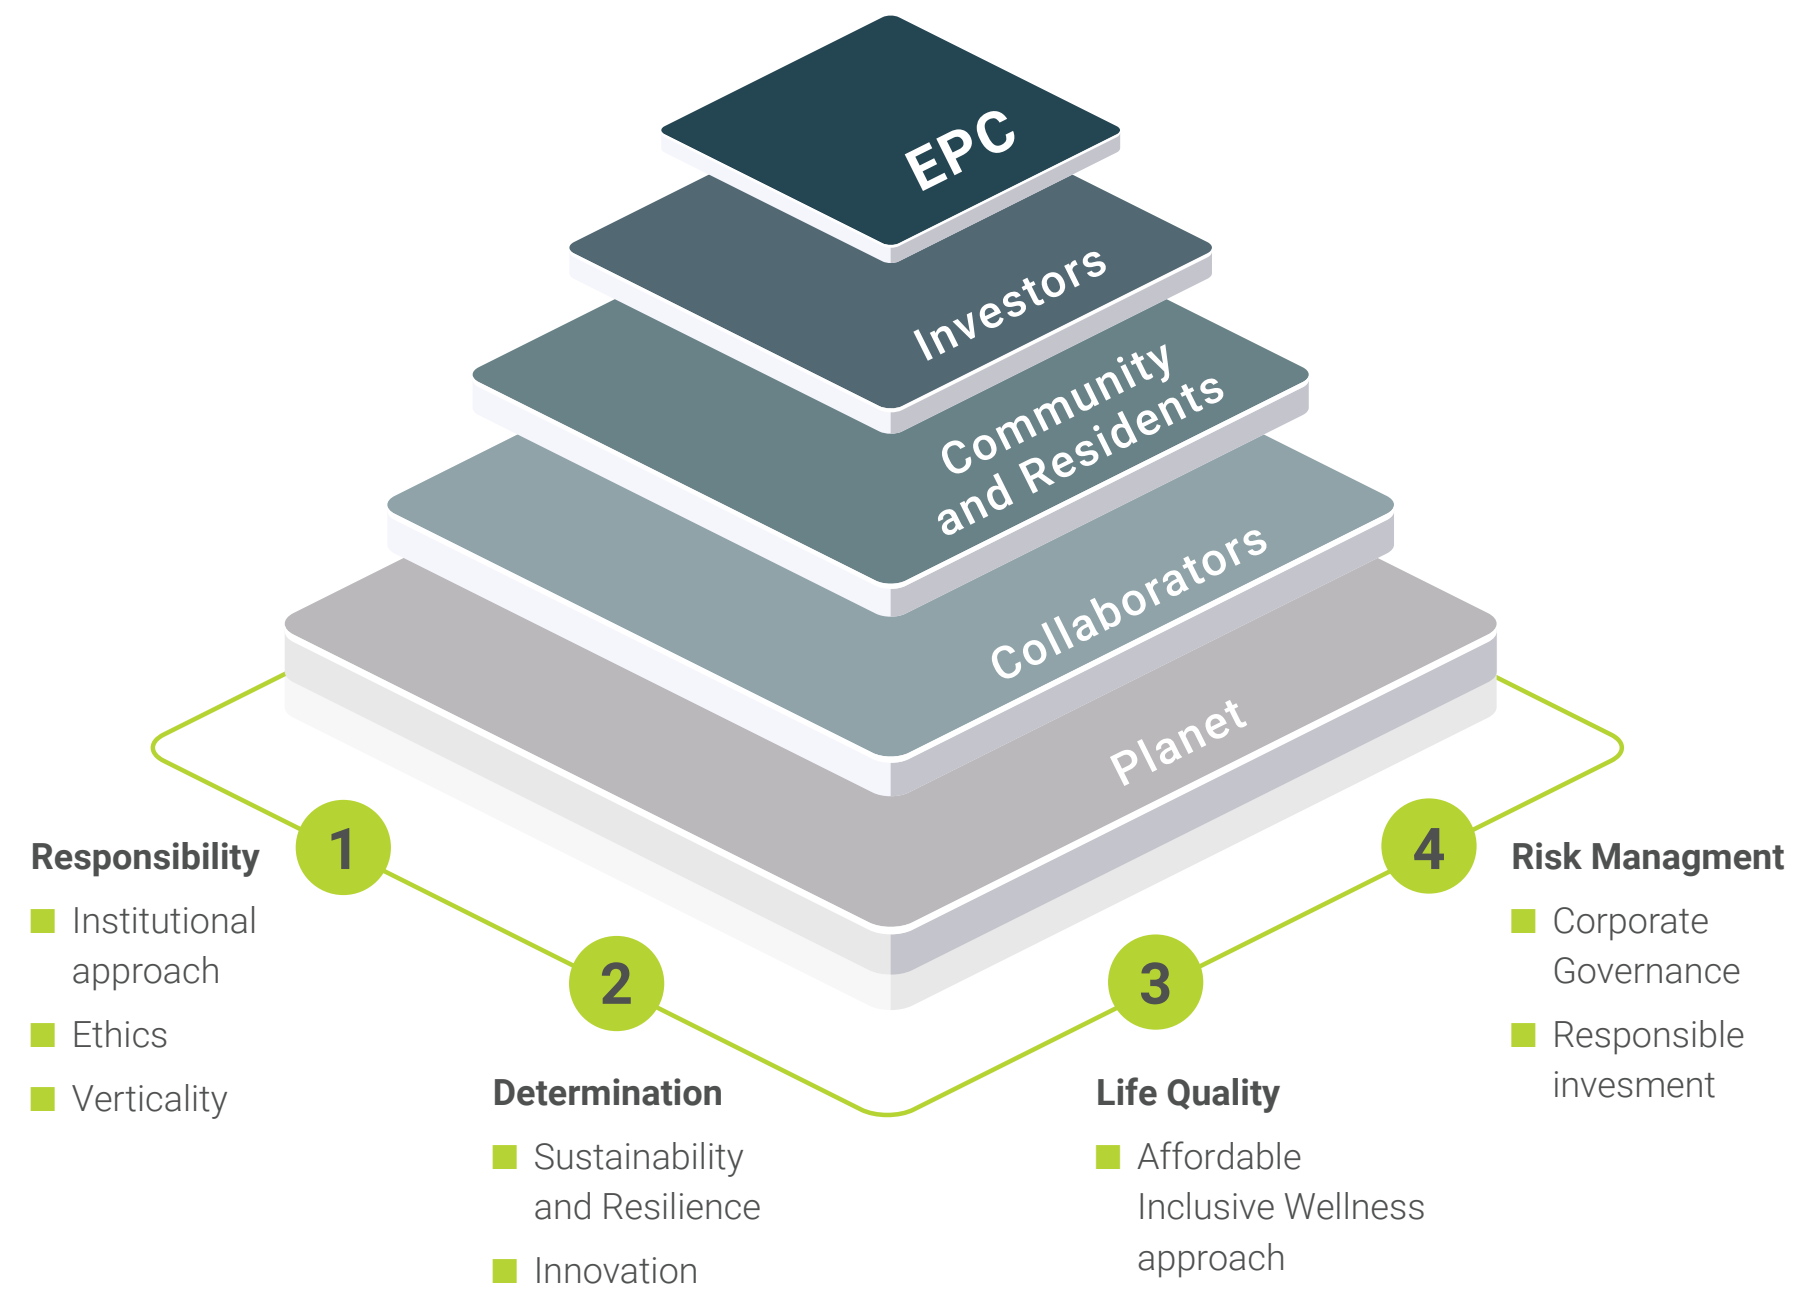 EPC
Investors
Community
and Residents
Collaborators
Planet
1
Responsibility
Institutional
approach
Ethics
Verticality
2
Determination
Sustainability
and Resilience
Innovation
3
Life Quality
Affordable
Inclusive Wellness
approach
4
Risk Managment
Corporate
Governance
Responsible
invesment